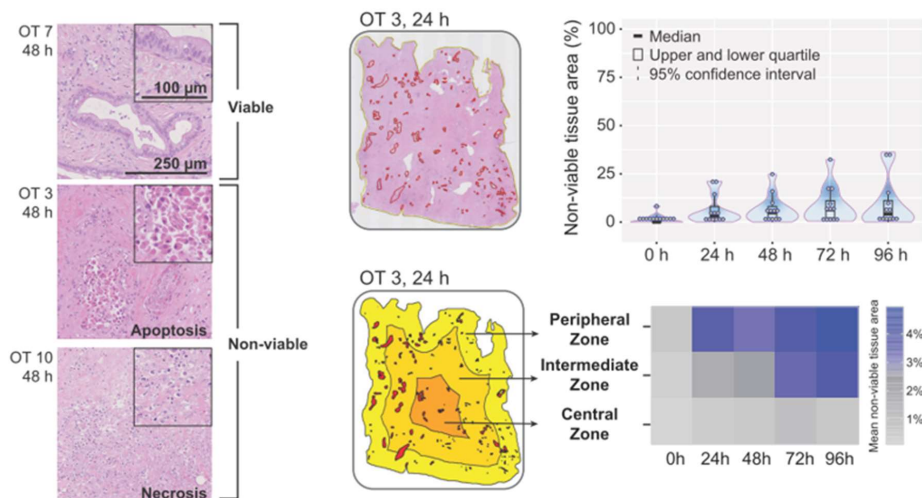 OT 7
48 h
100 µm
250 µm
Viable
OT 3
48 h
Apoptosis
Non-viable
OT 10
48 h
Necrosis
OT 3, 24 h
OT 3, 24 h
Peripheral
Zone
Intermediate
Zone
Central
Zone
Non-viable tissue area (%)
100
75
50
25
0
Median
Upper and lower quartile
95% confidence interval
0 h
24 h
48 h
72 h
96 h
0h
24h
48h
72h
96h
Mean non-viable tissue area
4%
3%
2%
1%